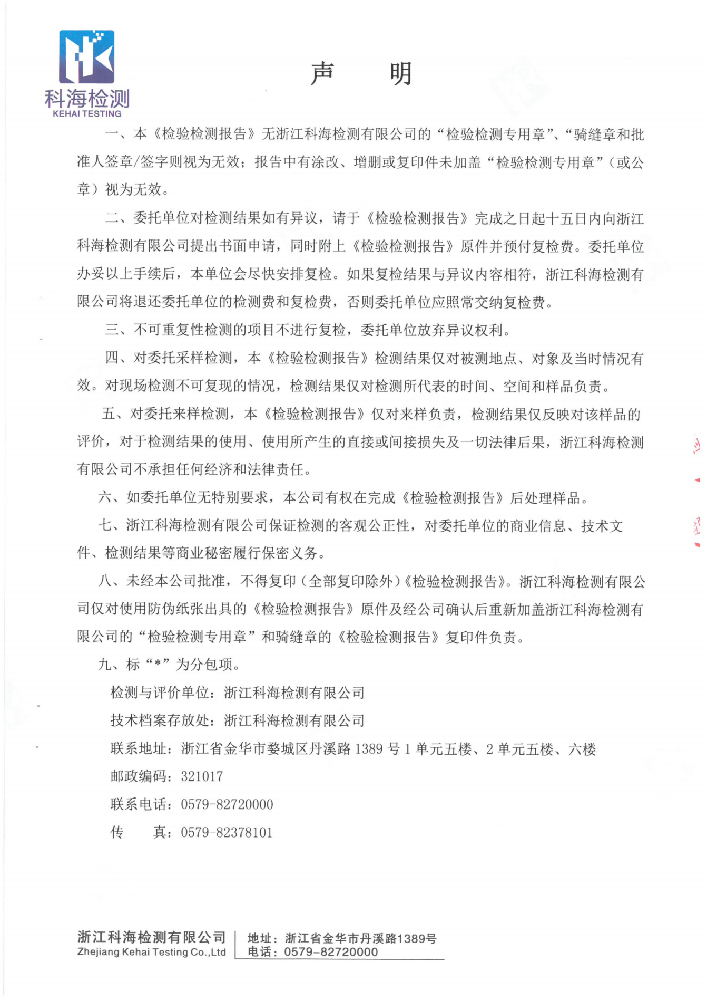 科海检测
KEHAI TESTING
声 明
一、本《检验检测报告》无浙江科海检测有限公司的“检验检测专用章”、“骑缝章和批
准人签章/签字则视为无效；报告中有涂改、增删或复印件未加盖“检验检测专用章”（或公
章）视为无效。
二、委托单位对检测结果如有异议，请于《检验检测报告》完成之日起十五日内向浙江
科海检测有限公司提出书面申请，同时附上《检验检测报告》原件并预付复检费。委托单位
办妥以上手续后，本单位会尽快安排复检。如果复检结果与异议内容相符，浙江科海检测有
限公司将退还委托单位的检测费和复检费，否则委托单位应照常交纳复检费。
三、不可重复性检测的项目不进行复检，委托单位放弃异议权利。
四、对委托采样检测，本《检验检测报告》检测结果仅对被测地点、对象及当时情况有
效。对现场检测不可复现的情况，检测结果仅对检测所代表的时间、空间和样品负责。
五、对委托来样检测，本《检验检测报告》仅对来样负责，检测结果仅反映对该样品的
评价，对于检测结果的使用、使用所产生的直接或间接损失及一切法律后果，浙江科海检测
有限公司不承担任何经济和法律责任。
六、如委托单位无特别要求，本公司有权在完成《检验检测报告》后处理样品。
七、浙江科海检测有限公司保证检测的客观公正性，对委托单位的商业信息、技术文
件、检测结果等商业秘密履行保密义务。
八、未经本公司批准，不得复印（全部复印除外）《检验检测报告》。浙江科海检测有限公
司仅对使用防伪纸张出具的《检验检测报告》原件及经公司确认后重新加盖浙江科海检测有
限公司的“检验检测专用章”和骑缝章的《检验检测报告》复印件负责。
九、标“*”为分包项。
检测与评价单位：浙江科海检测有限公司
技术档案存放处：浙江科海检测有限公司
联系地址：浙江省金华市婺城区丹溪路 1389 号 1 单元五楼、2 单元五楼、六楼
邮政编码：321017
联系电话：0579-82720000
传 真：0579-82378101
浙江科海检测有限公司
Zhejiang Kehai Testing Co.,Ltd
地址：浙江省金华市丹溪路1389号
电话：0579-82720000